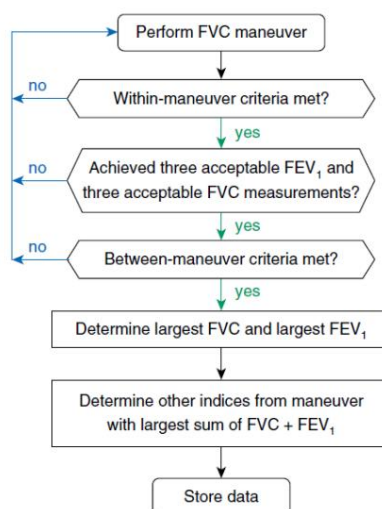 Perform FVC maneuver
no
Within-maneuver criteria met?
yes
no
Achieved three acceptable FEV₁ and
three acceptable FVC measurements?
yes
no
Between-maneuver criteria met?
yes
Determine largest FVC and largest FEV₁
Determine other indices from maneuver
with largest sum of FVC + FEV₁
Store data